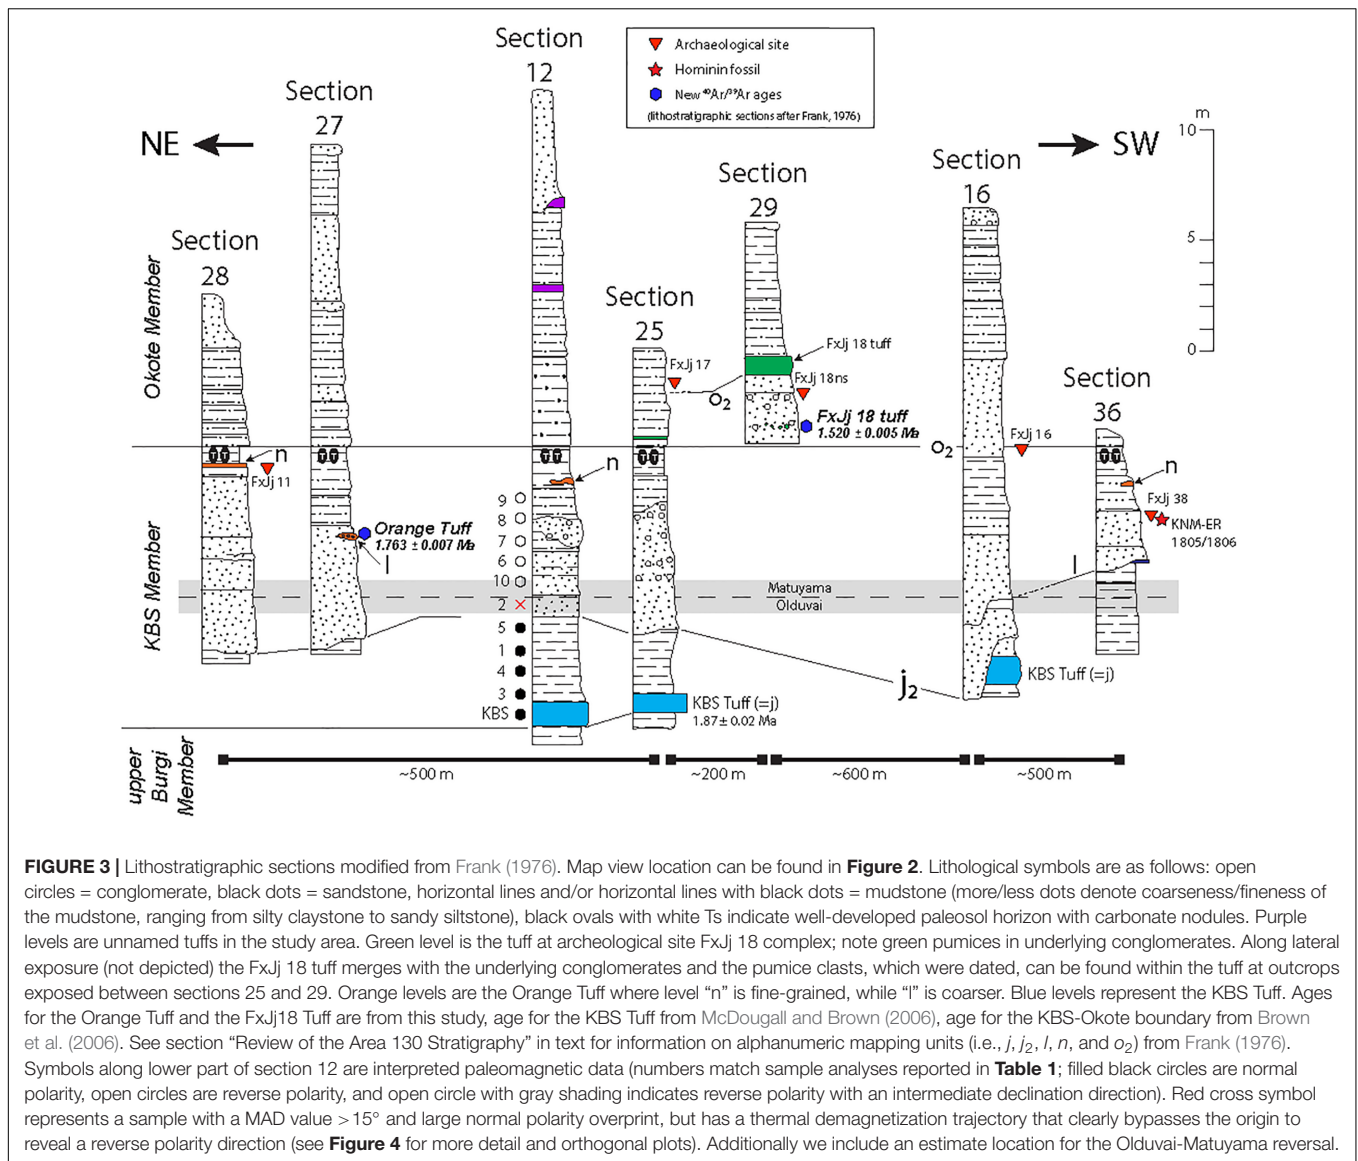 Section
12
Archaeological site
Hominin fossil
New ⁴⁰Ar/³⁹Ar ages
(lithostratigraphic sections after Frank, 1976)
Section
27
NE
SW
m
10
5
0
Section
16
Section
29
Section
28
Section
25
Section
36
Okote Member
KBS Member
upper
Burgi
Member
FxJj 17
FxJj 18 tuff
FxJj 18ns
o₂
FxJj 18 tuff
1.520 ± 0.005 Ma
o₂
FxJj 16
n
FxJj 11
n
n
FxJj 38
KNM-ER
1805/1806
Orange Tuff
1.763 ± 0.007 Ma
l
l
9
8
7
6
10
2
5
1
4
3
KBS
Matuyama
Olduvai
j₂
KBS Tuff (=j)
KBS Tuff (=j)
1.87 ± 0.02 Ma
~500 m
~200 m
~600 m
~500 m
FIGURE 3 | Lithostratigraphic sections modified from Frank (1976). Map view location can be found in Figure 2. Lithological symbols are as follows: open
circles = conglomerate, black dots = sandstone, horizontal lines and/or horizontal lines with black dots = mudstone (more/less dots denote coarseness/fineness of
the mudstone, ranging from silty claystone to sandy siltstone), black ovals with white Ts indicate well-developed paleosol horizon with carbonate nodules. Purple
levels are unnamed tuffs in the study area. Green level is the tuff at archeological site FxJj 18 complex; note green pumices in underlying conglomerates. Along lateral
exposure (not depicted) the FxJj 18 tuff merges with the underlying conglomerates and the pumice clasts, which were dated, can be found within the tuff at outcrops
exposed between sections 25 and 29. Orange levels are the Orange Tuff where level “n” is fine-grained, while “l” is coarser. Blue levels represent the KBS Tuff. Ages
for the Orange Tuff and the FxJj18 Tuff are from this study, age for the KBS Tuff from McDougall and Brown (2006), age for the KBS-Okote boundary from Brown
et al. (2006). See section “Review of the Area 130 Stratigraphy” in text for information on alphanumeric mapping units (i.e., j, j₂, l, n, and o₂) from Frank (1976).
Symbols along lower part of section 12 are interpreted paleomagnetic data (numbers match sample analyses reported in Table 1; filled black circles are normal
polarity, open circles are reverse polarity, and open circle with gray shading indicates reverse polarity with an intermediate declination direction). Red cross symbol
represents a sample with a MAD value >15° and large normal polarity overprint, but has a thermal demagnetization trajectory that clearly bypasses the origin to
reveal a reverse polarity direction (see Figure 4 for more detail and orthogonal plots). Additionally we include an estimate location for the Olduvai-Matuyama reversal.